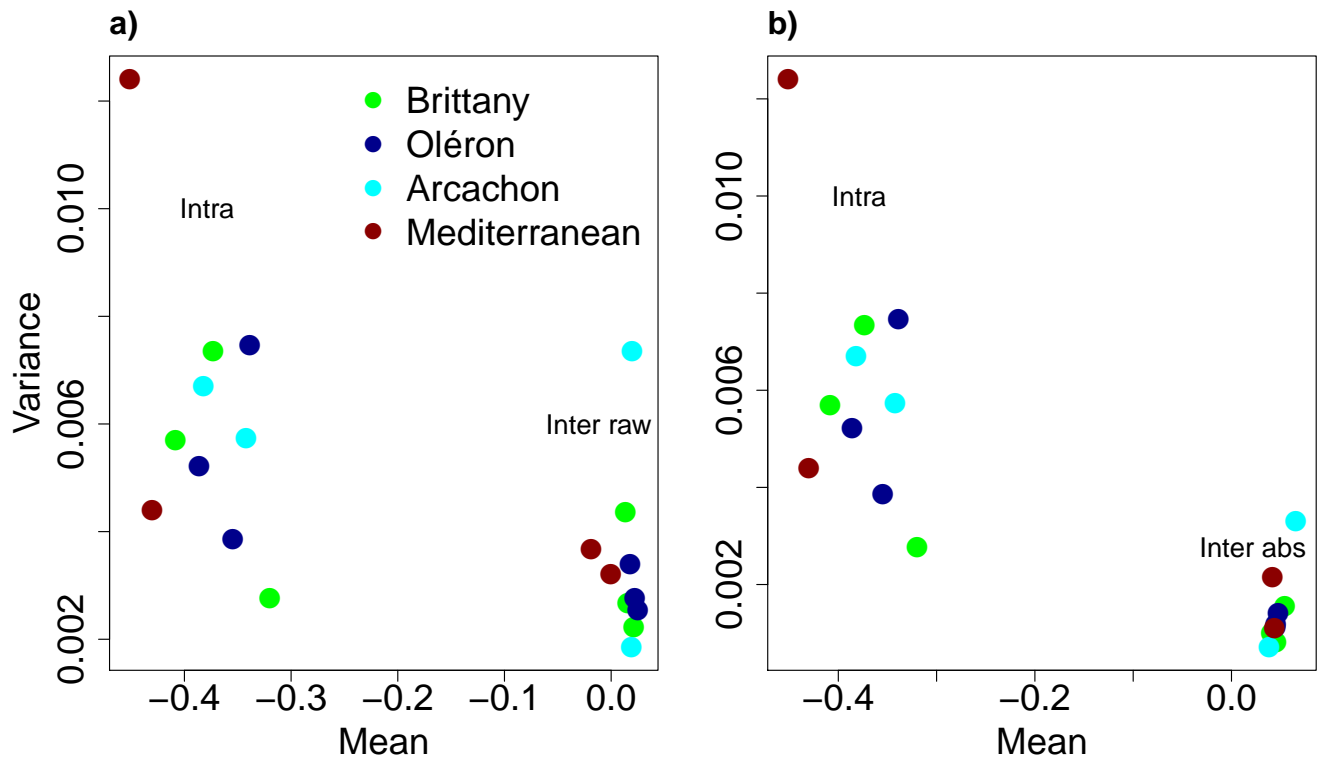 a)
Variance
0.002
0.006
0.010
Intra
Brittany
Oléron
Arcachon
Mediterranean
Inter raw
−0.4
−0.3
−0.2
−0.1
0.0
Mean
b)
0.002
0.006
0.010
Intra
Inter abs
−0.4
−0.2
0.0
Mean